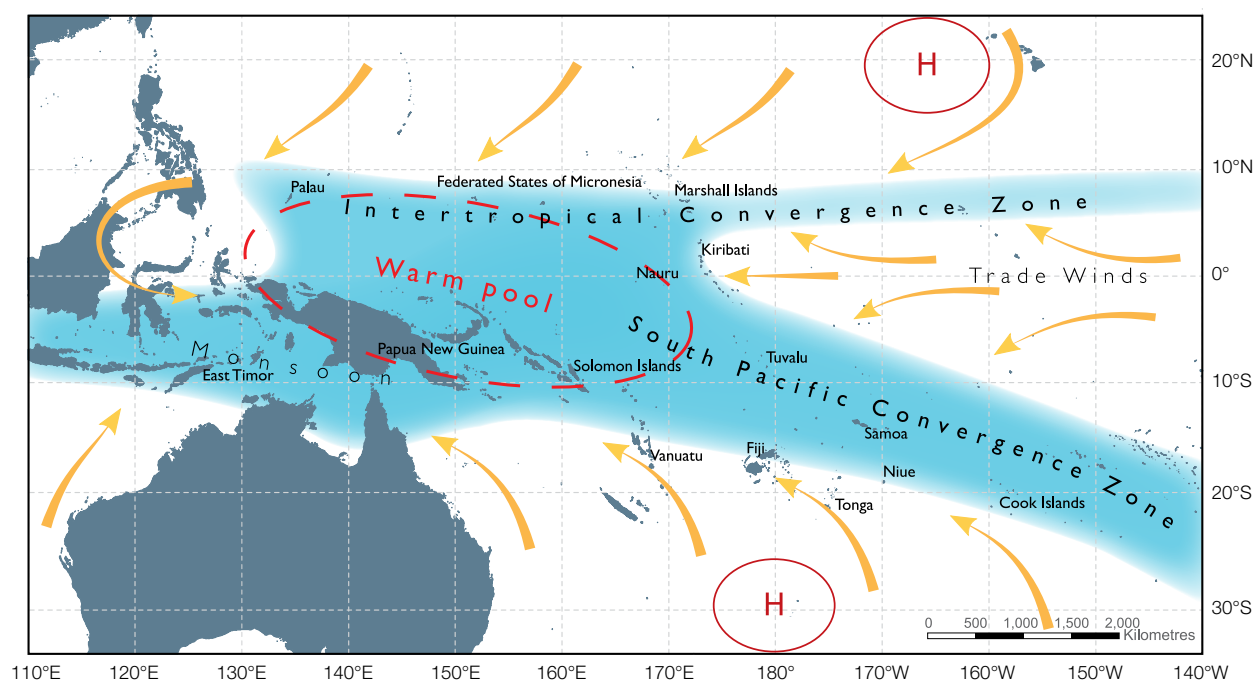 H
20°N
10°N
Palau
Federated States of Micronesia
Marshall Islands
Intertropical Convergence Zone
Kiribati
Warm pool
Nauru
Trade Winds
0°
South Pacific Convergence Zone
Monsoon
Papua New Guinea
East Timor
Solomon Islands
Tuvalu
10°S
Samoa
Vanuatu
Fiji
Niue
20°S
Cook Islands
Tonga
H
30°S
0 500 1,000 1,500 2,000
Kilometres
110°E 120°E 130°E 140°E 150°E 160°E 170°E 180° 170°W 160°W 150°W 140°W